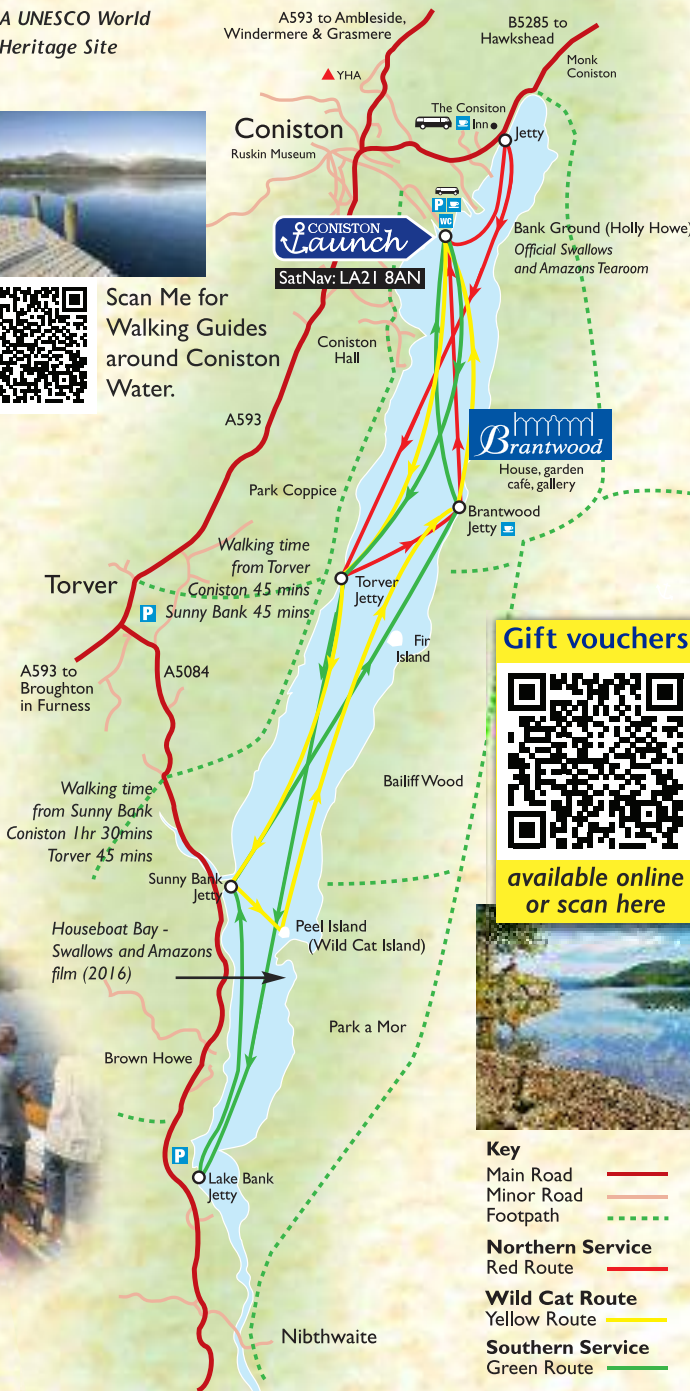 A UNESCO World
Heritage Site
A593 to Ambleside,
Windermere & Grasmere
B5285 to
Hawkshead
Monk
Coniston
YHA
The Consiton
Inn
Jetty
Coniston
Ruskin Museum
P
WC
CONISTON
Launch
SatNav: LA21 8AN
Bank Ground (Holly Howe)
Official Swallows
and Amazons Tearoom
Scan Me for
Walking Guides
around Coniston
Water.
Coniston
Hall
A593
Brantwood
House, garden
café, gallery
Park Coppice
Brantwood
Jetty
Walking time
from Torver
Coniston 45 mins
Sunny Bank 45 mins
Torver
P
Torver
Jetty
Fir
Island
A593 to
Broughton
in Furness
A5084
Gift vouchers
available online
or scan here
Bailiff Wood
Walking time
from Sunny Bank
Coniston 1hr 30mins
Torver 45 mins
Sunny Bank
Jetty
Peel Island
(Wild Cat Island)
Houseboat Bay -
Swallows and Amazons
film (2016)
Park a Mor
Brown Howe
P
Lake Bank
Jetty
Nibthwaite
Key
Main Road
Minor Road
Footpath
Northern Service
Red Route
Wild Cat Route
Yellow Route
Southern Service
Green Route